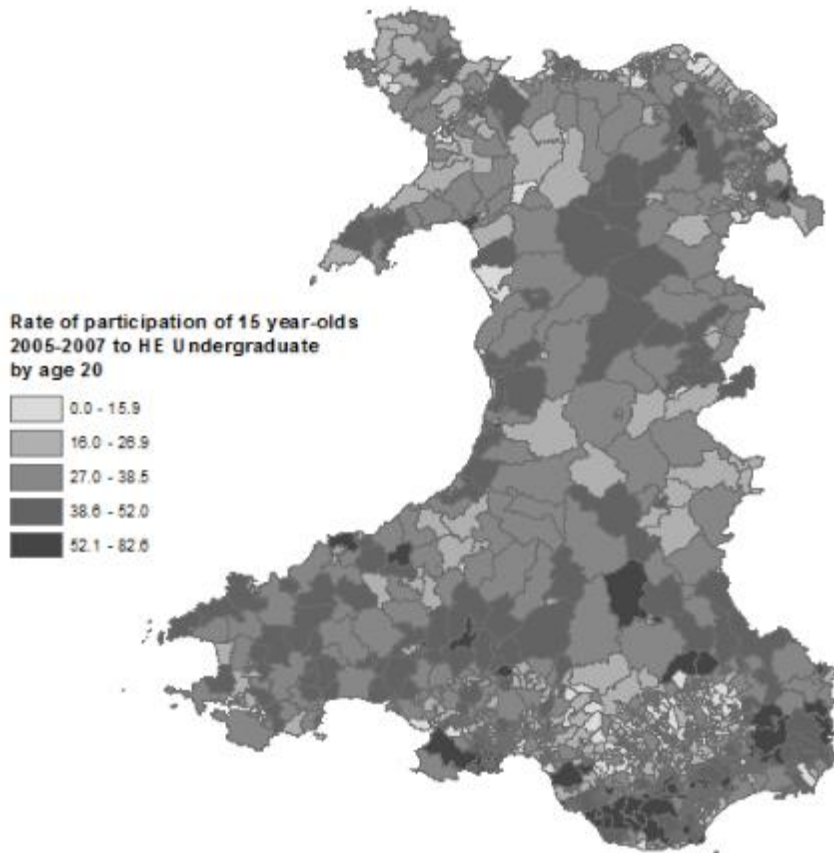 Rate of participation of 15 year-olds
2005-2007 to HE Undergraduate
by age 20
0.0 - 15.9
16.0 - 26.9
27.0 - 38.5
38.6 - 52.0
52.1 - 82.6